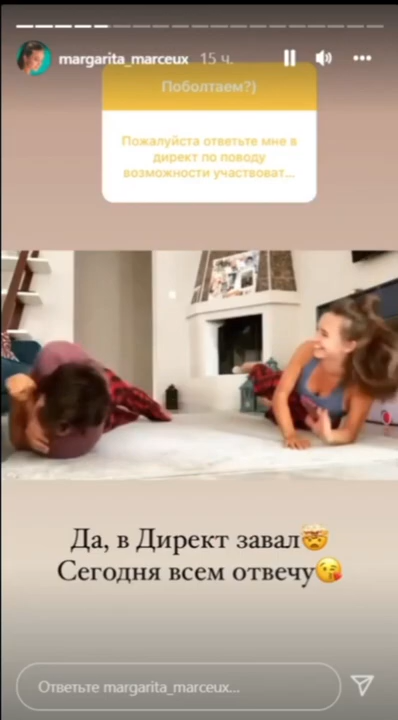 margarita_marceux 15 ч.
Поболтаем?)
Пожалуйста ответьте мне в
директ по поводу
возможности участвоват...
Да, в Директ завал🤯
Сегодня всем отвечу😘
Ответьте margarita_marceux...